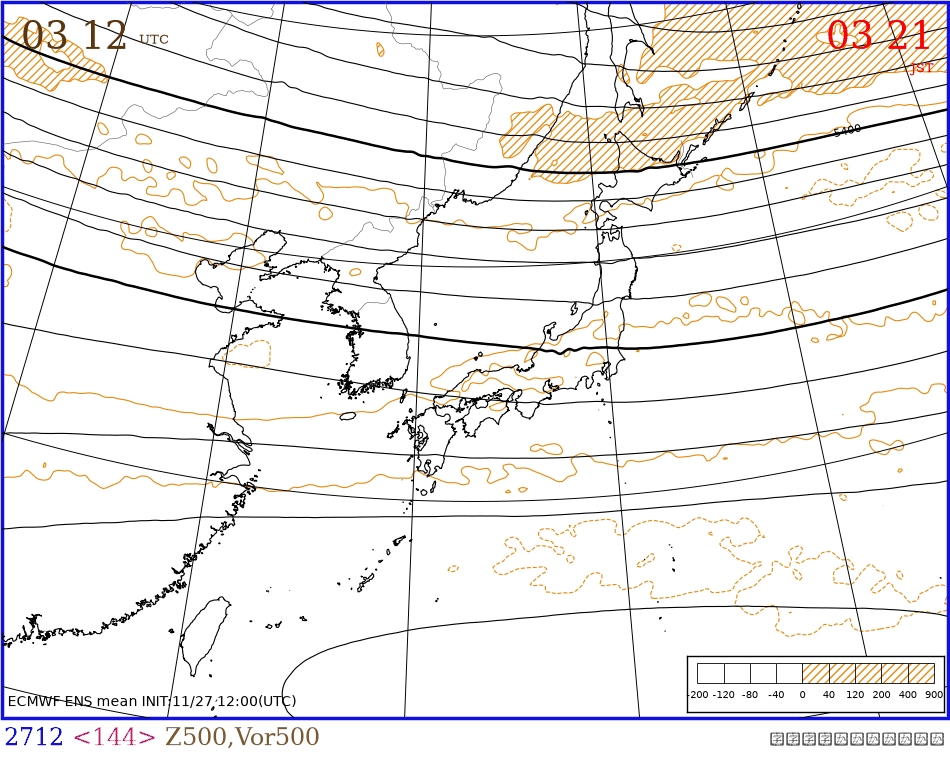 03 12 UTC
03 21
JST
5400
-200 -120 -80 -40 0 40 120 200 400 900
ECMWF ENS mean INIT:11/27 12:00(UTC)
2712 <144> Z500,Vor500